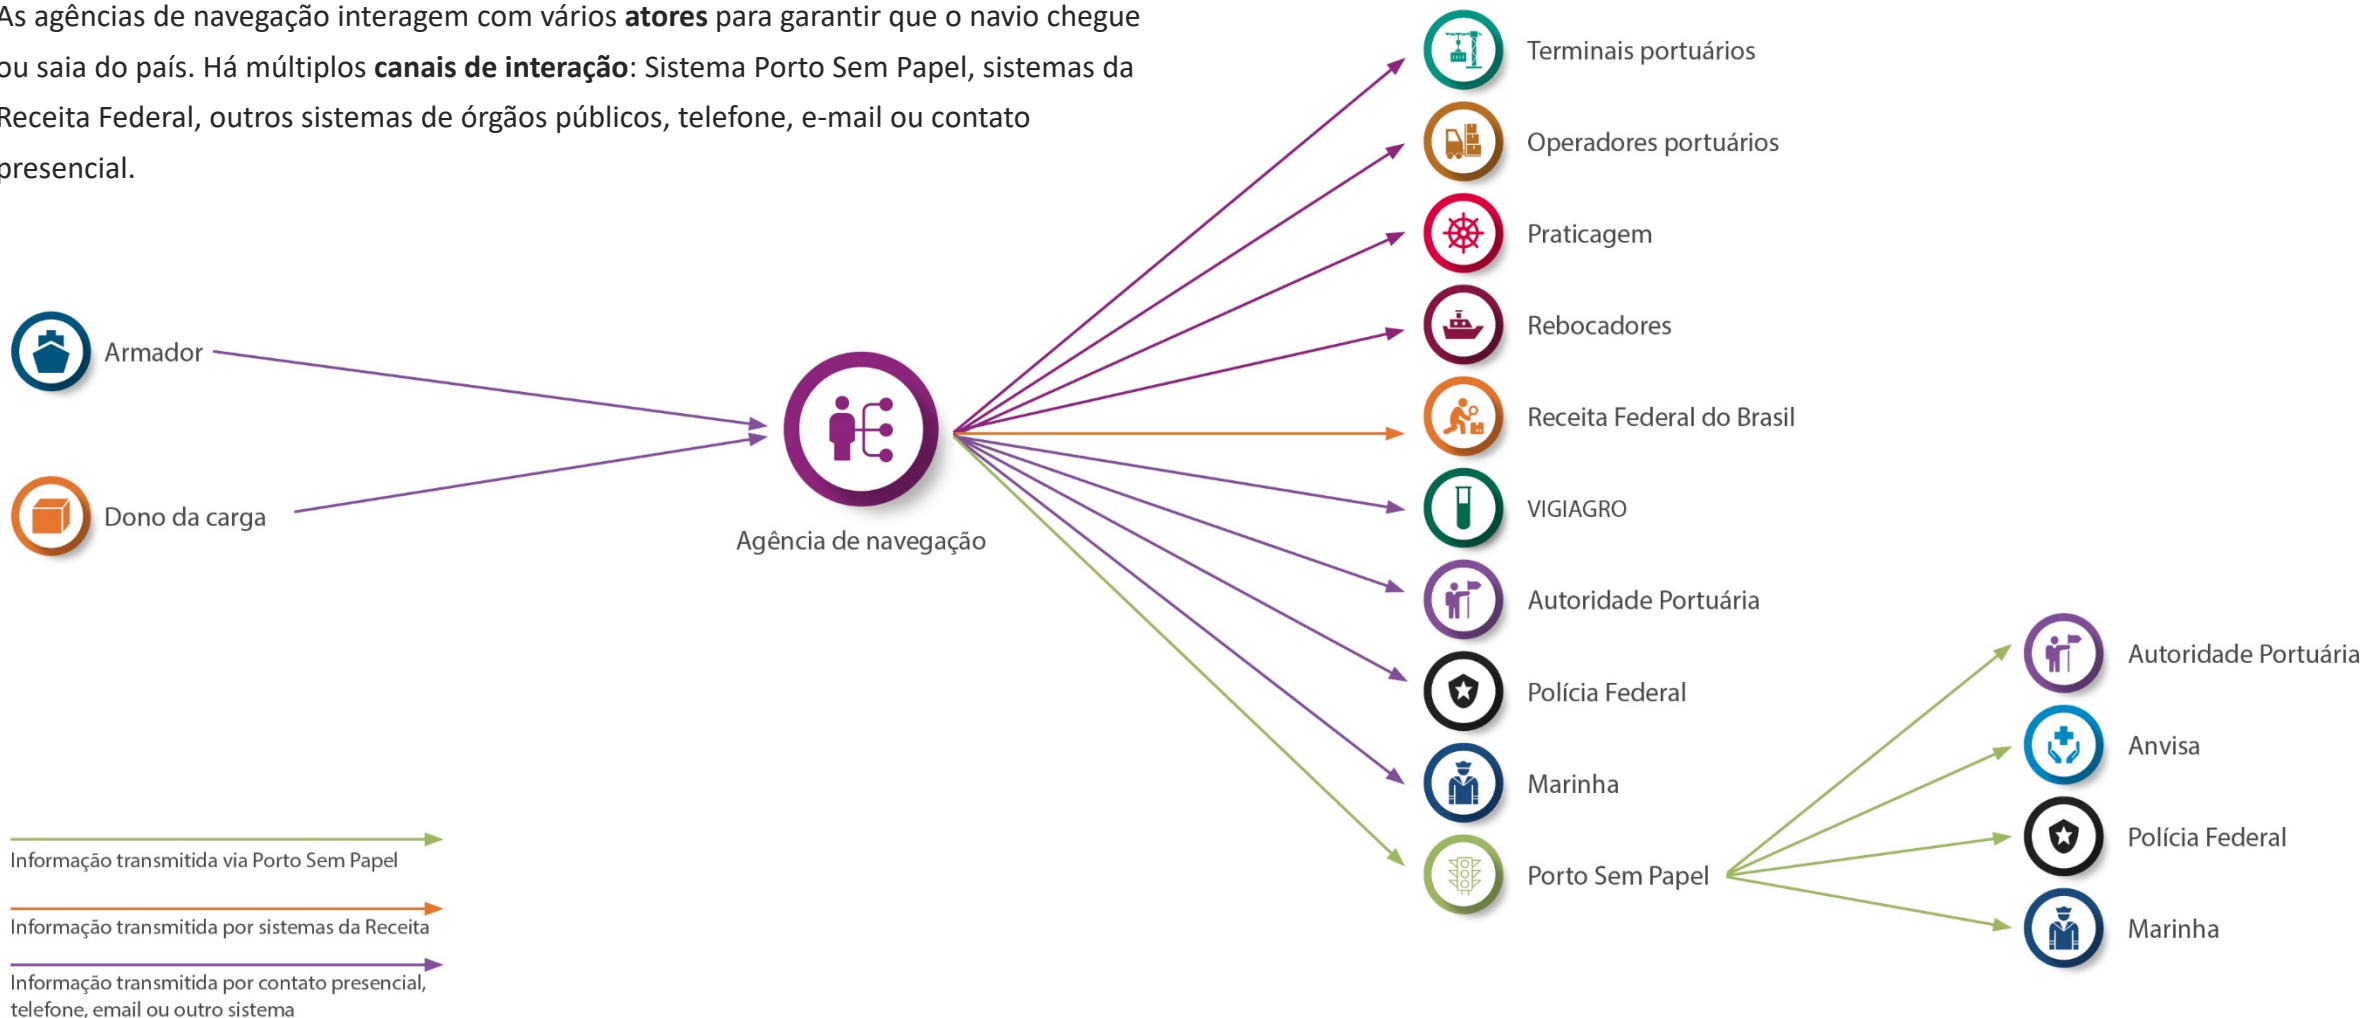 As agências de navegação interagem com vários atores para garantir que o navio chegue
ou saia do país. Há múltiplos canais de interação: Sistema Porto Sem Papel, sistemas da
Receita Federal, outros sistemas de órgãos públicos, telefone, e-mail ou contato
presencial.
Armador
Dono da carga
Agência de navegação
Terminais portuários
Operadores portuários
Praticagem
Rebocadores
Receita Federal do Brasil
VIGIAGRO
Autoridade Portuária
Polícia Federal
Marinha
Porto Sem Papel
Autoridade Portuária
Anvisa
Polícia Federal
Marinha
Informação transmitida via Porto Sem Papel
Informação transmitida por sistemas da Receita
Informação transmitida por contato presencial,
telefone, email ou outro sistema